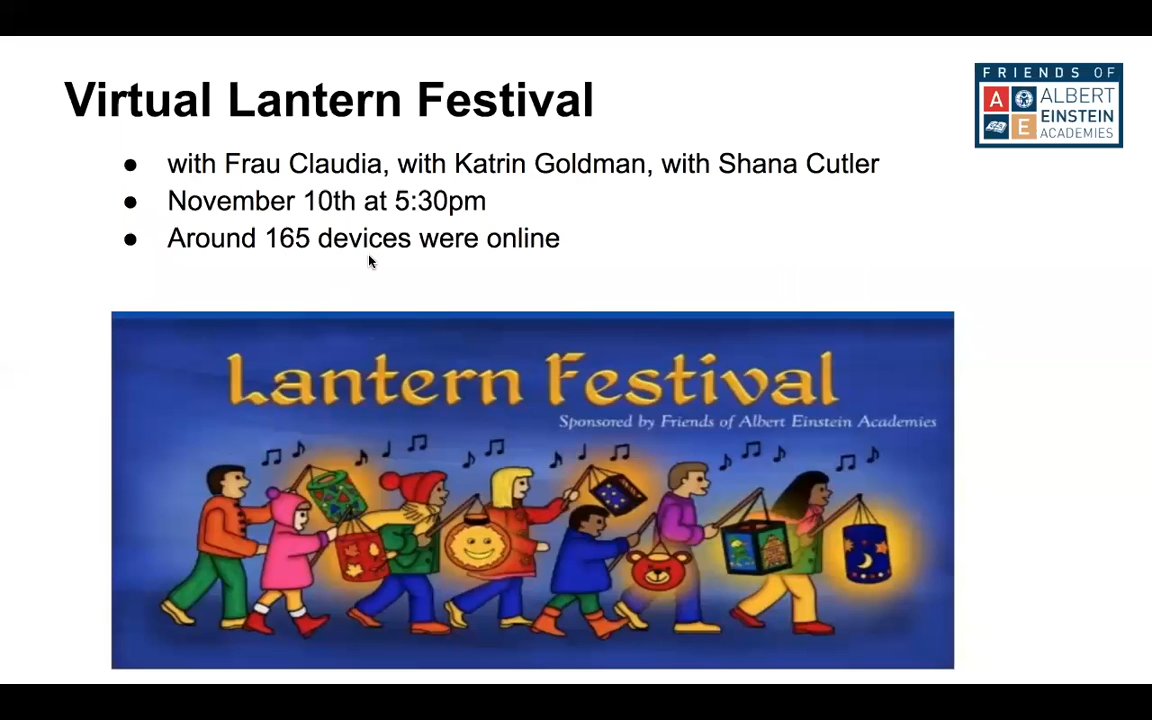 Virtual Lantern Festival
FRIENDS OF
A ALBERT
EINSTEIN
E ACADEMIES
● with Frau Claudia, with Katrin Goldman, with Shana Cutler
● November 10th at 5:30pm
● Around 165 devices were online
Lantern Festival
Sponsored by Friends of Albert Einstein Academies